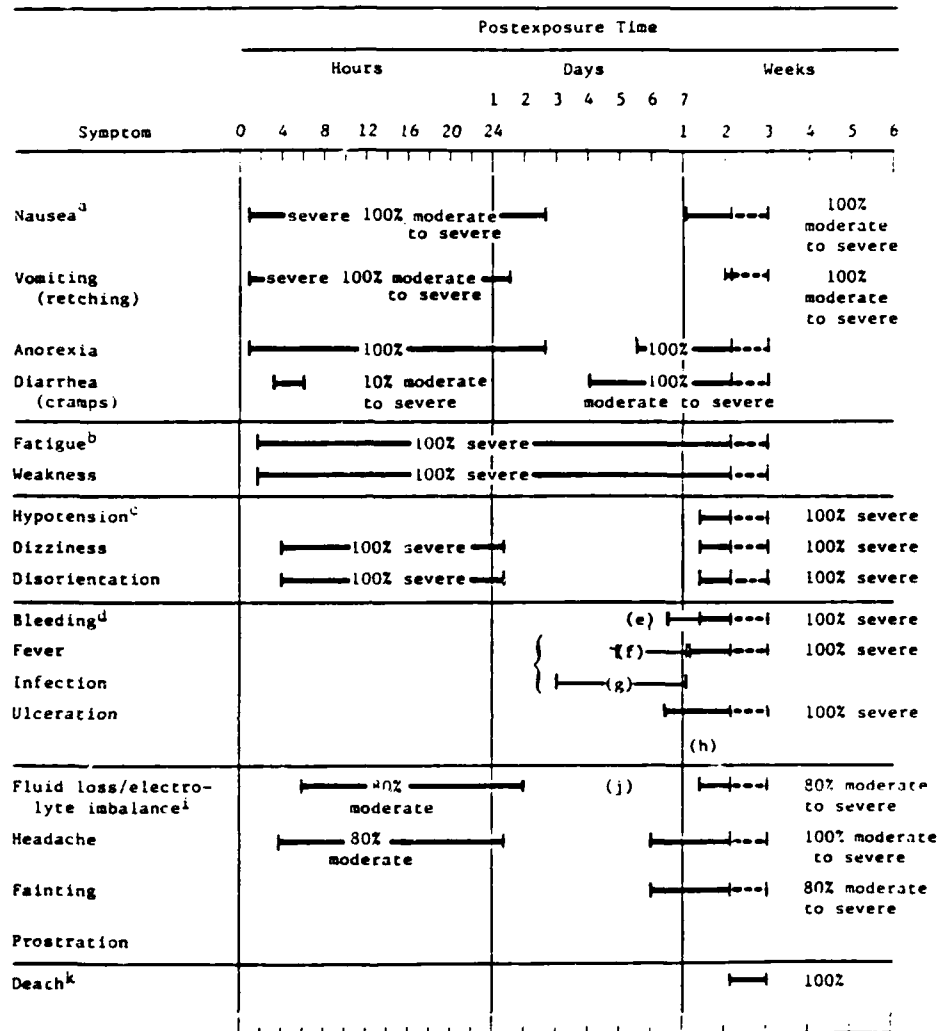 Postexposure Time
Hours Days Weeks
1 2 3 4 5 6 7
Symptom 0 4 8 12 16 20 24 1 2 3 4 5 6
Nausea^a severe 100% moderate to severe 100% moderate to severe
Vomiting (retching) severe 100% moderate to severe 100% moderate to severe
Anorexia 100% 100%
Diarrhea (cramps) 10% moderate to severe 100% moderate to severe
Fatigue^b 100% severe
Weakness 100% severe
Hypotension^c 100% severe
Dizziness 100% severe 100% severe
Disorientation 100% severe 100% severe
Bleeding^d (e) 100% severe
Fever (f) 100% severe
Infection (g)
Ulceration 100% severe
(h)
Fluid loss/electro-
lyte imbalance^i 80% moderate (j) 80% moderate to severe
Headache 80% moderate 100% moderate to severe
Fainting 80% moderate to severe
Prostration
Death^k 100%